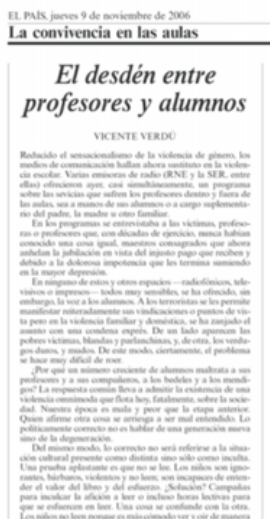 EL PAÍS, jueves 9 de noviembre de 2006
La convivencia en las aulas
El desdén entre
profesores y alumnos
VICENTE VERDÚ
Reducido el sensacionalismo de la violencia de género, los
medios de comunicación hallan ahora sustituto en la violen-
cia escolar. Varias emisoras de radio (RNE y la SER, entre
ellas) ofrecieron ayer, casi simultáneamente, un programa
sobre las sevicias que sufren los profesores dentro y fuera de
las aulas, sea a manos de sus alumnos o a cargo suplementa-
rio del padre, la madre u otro familiar.
En los programas se entrevistaba a las víctimas, profeso-
ras o profesores que, con décadas de ejercicio, nunca habían
conocido una cosa igual, maestros consagrados que ahora
anhelan la jubilación en vista del injusto pago que reciben y
debido a la dolorosa impotencia que les termina sumiendo
en la mayor depresión.
En ninguno de estos y otros espacios —radiofónicos, tele-
visivos o impresos— todos muy sensibles, se ha ofrecido, sin
embargo, la voz a los alumnos. A los terroristas se les permite
manifestar reiteradamente sus vindicaciones o puntos de vis-
ta pero en la violencia familiar y doméstica, se ha zanjado el
asunto con una condena exprés. De un lado aparecen las
pobres víctimas, blandas y parlanchinas, y, de otra, los verdu-
gos duros, y mudos. De este modo, ciertamente, el problema
se hace muy difícil de roer.
¿Por qué un número creciente de alumnos maltrata a sus
profesores y a sus compañeros, a los bedeles y a los mendi-
gos? La respuesta común lleva a admitir la existencia de una
violencia omnímoda que flota hoy, fatalmente, sobre la socie-
dad. Nuestra época es mala y peor que la etapa anterior.
Quien afirme otra cosa se arriesga a ser mal entendido. Lo
políticamente correcto no es hablar de una generación nueva
sino de la degeneración.
Del mismo modo, lo correcto no será referirse a la situa-
ción cultural presente como distinta sino sólo como inculta.
Una prueba aplastante es que no se lee. Los niños son igno-
rantes, bárbaros, violentos y no leen; son incapaces de enten-
der el valor del libro y del esfuerzo. ¿Solución? Campañas
para inculcar la afición a leer o incluso horas lectivas para
que se esfuercen en leer. Una cosa se confunde con la otra.
Los niños no leen porque es más cómodo ver y oír de manera